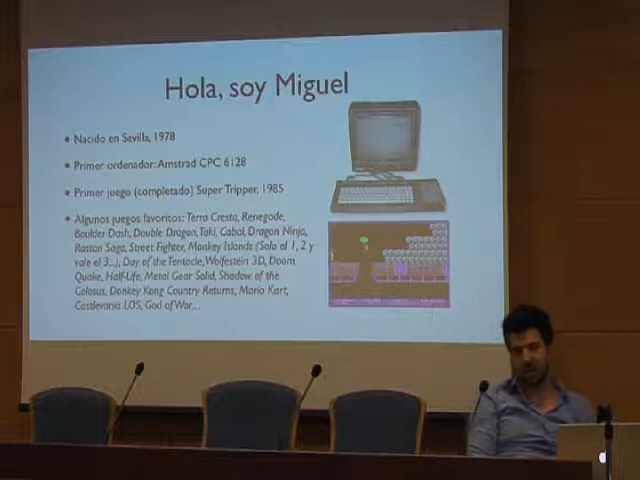 Hola, soy Miguel
• Nacido en Sevilla, 1978
• Primer ordenador: Amstrad CPC 6128
• Primer juego (completado) Super Tripper, 1985
• Algunos juegos favoritos: Terra Cresta, Renegade,
Boulder Dash, Double Dragon, Toki, Cabal, Dragon Ninja,
Rastan Saga, Street Fighter, Monkey Islands (Solo el 1, 2 y
vale el 3...), Day of the Tentacle, Wolfestein 3D, Doom,
Quake, Half-Life, Metal Gear Solid, Shadow of the
Colosus, Donkey Kong Country Returns, Mario Kart,
Castlevania LOS, God of War...